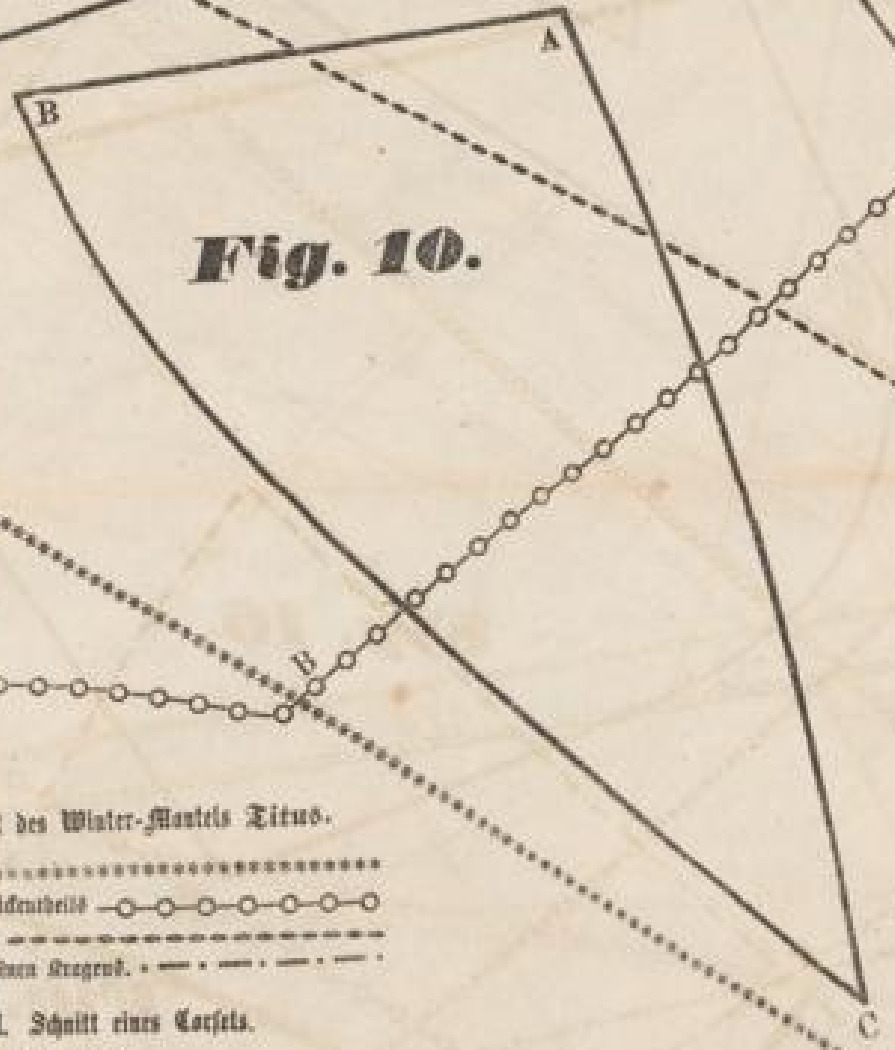 A
B
Fig. 10.
B
des Winter-Mantels Titus.
Schnitt eines Corsets.
C